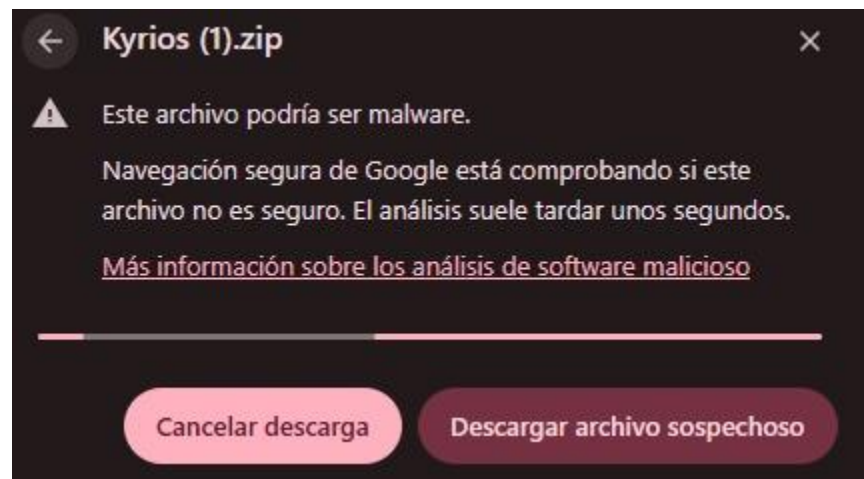 Kyrios (1).zip
Este archivo podría ser malware.
Navegación segura de Google está comprobando si este
archivo no es seguro. El análisis suele tardar unos segundos.
Más información sobre los análisis de software malicioso
Cancelar descarga
Descargar archivo sospechoso